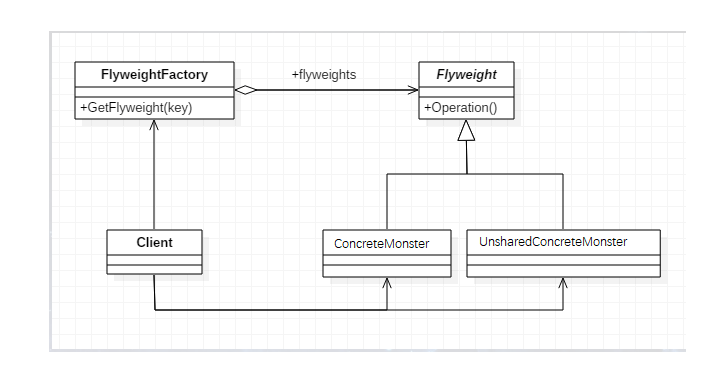 FlyweightFactory
+GetFlyweight(key)
+flyweights
Flyweight
+Operation()
Client
ConcreteMonster
UnsharedConcreteMonster